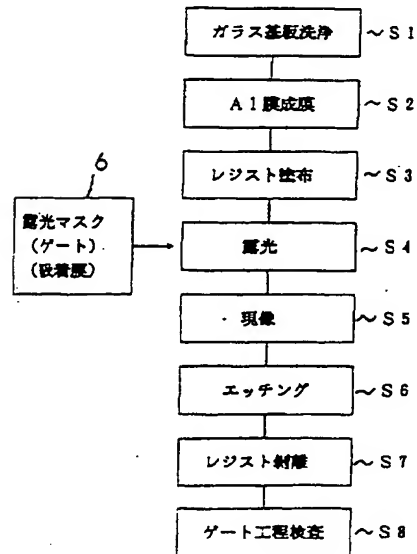 ガラス基板洗浄 ~S1
Al膜成膜 ~S2
レジスト塗布 ~S3
6
露光マスク
(ゲート)
(吸着膜)
露光 ~S4
現像 ~S5
エッチング ~S6
レジスト剥離 ~S7
ゲート工程検査 ~S8